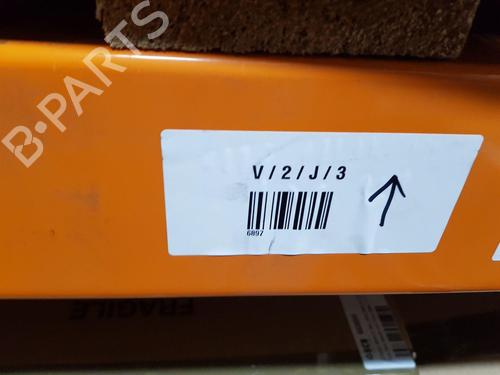 B-PARTS
V / 2 / J / 3
6897
FRAGILE